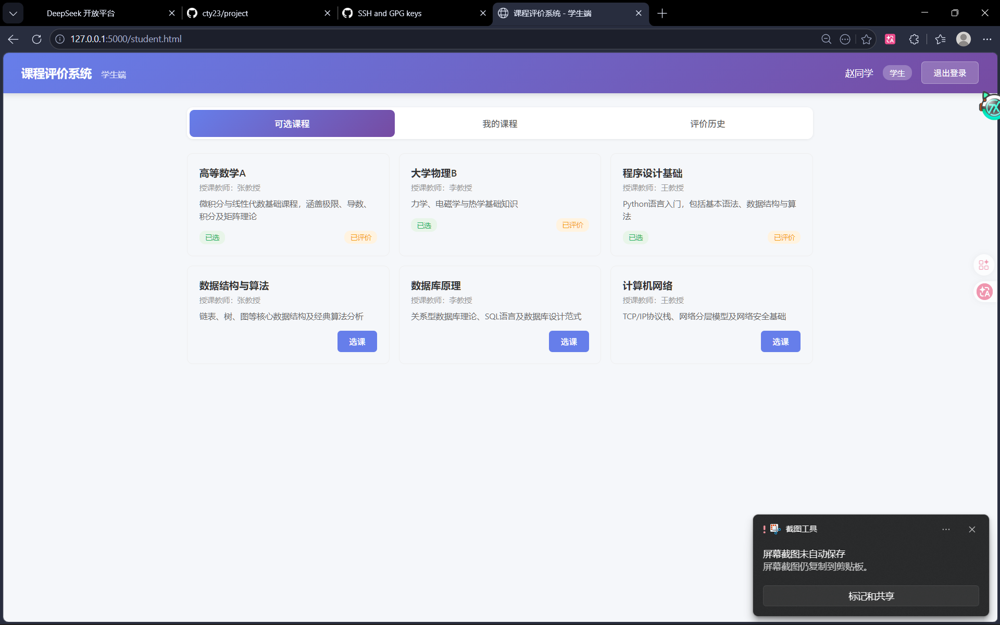 DeepSeek 开放平台
cty23/project
SSH and GPG keys
课程评价系统 - 学生端
127.0.0.1:5000/student.html
课程评价系统 学生端
赵同学 学生 退出登录
可选课程 我的课程 评价历史
高等数学A
授课教师：张教授
微积分与线性代数基础课程，涵盖极限、导数、
积分及矩阵理论
已选 已评价
大学物理B
授课教师：李教授
力学、电磁学与热学基础知识
已选 已评价
程序设计基础
授课教师：王教授
Python语言入门，包括基本语法、数据结构与算
法
已选 已评价
数据结构与算法
授课教师：张教授
链表、树、图等核心数据结构及经典算法分析
选课
数据库原理
授课教师：李教授
关系型数据库理论、SQL语言及数据库设计范式
选课
计算机网络
授课教师：王教授
TCP/IP协议栈、网络分层模型及网络安全基础
选课
截图工具
屏幕截图未自动保存
屏幕截图仍复制到剪贴板。
标记和共享